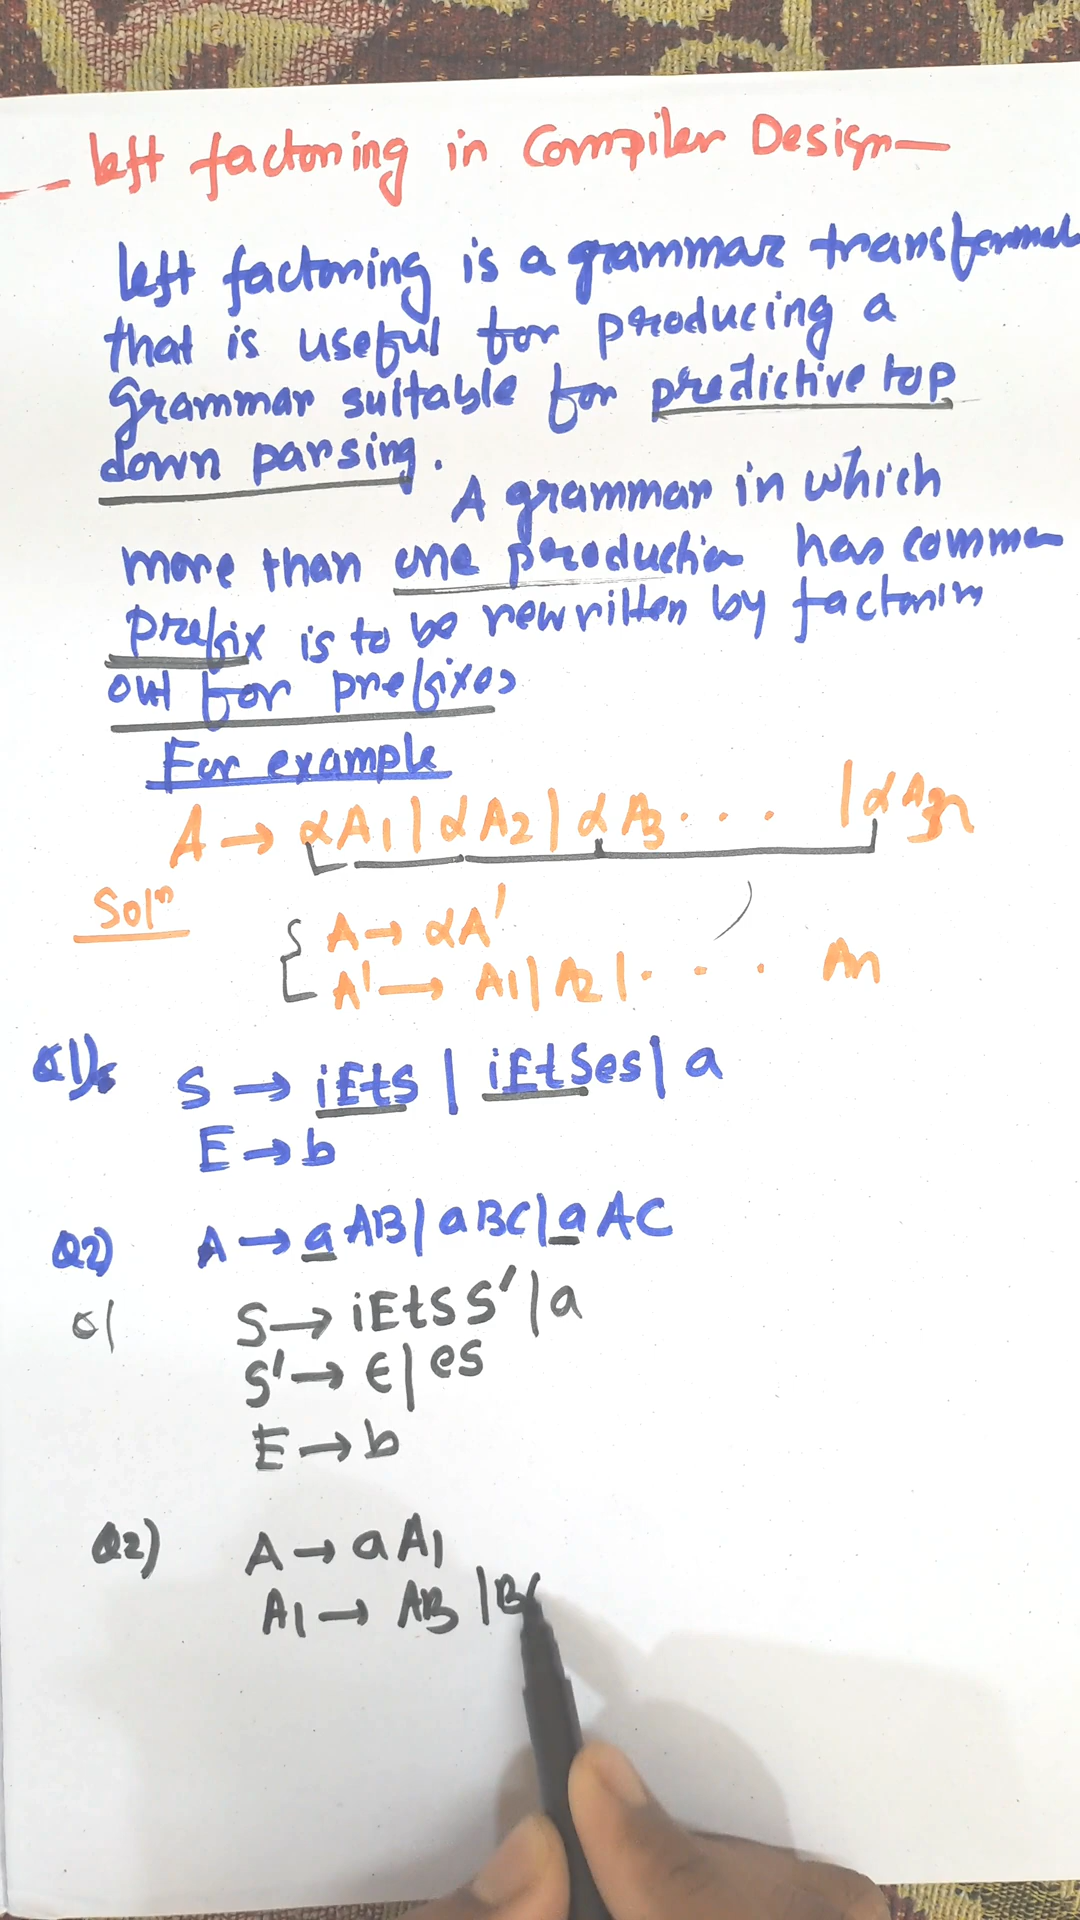 left factoring in Compiler Design
left factoring is a grammar transformat
that is useful for producing a
Grammar suitable for predictive top
down parsing.
A grammar in which
more than one production has common
prefix is to be rewritten by factoring
out for prefixes
For example
A → αA1 | αA2 | αA3 . . . | αAn
Solⁿ
A → αA'
A' → A1 | A2 | . . . An
Q1)
S → iEtS | iEtSes | a
E → b
Q2) A → aAB | aBC | aAC
S → iEtSS' | a
S' → ϵ | es
E → b
Q2) A → aA1
A1 → AB | BC